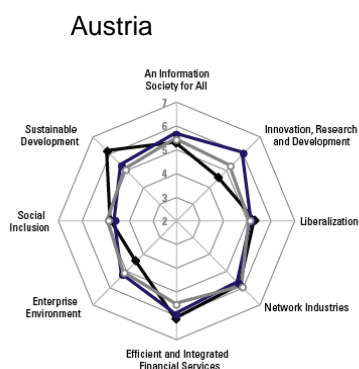 Austria
An Information
Society for All
7
6
5
4
3
2
Sustainable
Development
Innovation, Research
and Development
Social
Inclusion
Liberalization
Enterprise
Environment
Network Industries
Efficient and Integrated
Financial Services